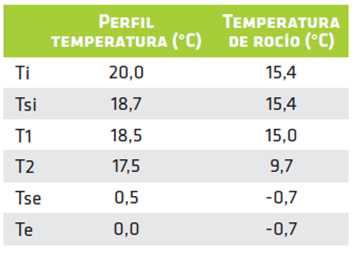 PERFIL TEMPERATURA
TEMPERATURA (°C) DE ROCÍO (°C)
Ti 20,0 15,4
Tsi 18,7 15,4
T1 18,5 15,0
T2 17,5 9,7
Tse 0,5 -0,7
Te 0,0 -0,7